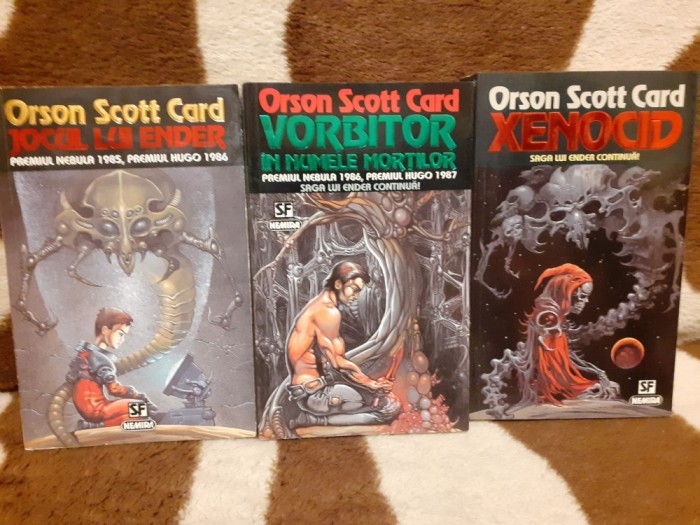 Orson Scott Card
JOCUL LUI ENDER
PREMIUL NEBULA 1985, PREMIUL HUGO 1986
SF
NEMIRA
Orson Scott Card
VORBITOR
IN NUMELE MORȚILOR
PREMIUL NEBULA 1986, PREMIUL HUGO 1987
SAGA LUI ENDER CONTINUĂ!
SF
NEMIRA
Orson Scott Card
XENOCID
SAGA LUI ENDER CONTINUĂ!
SF
NEMIRA